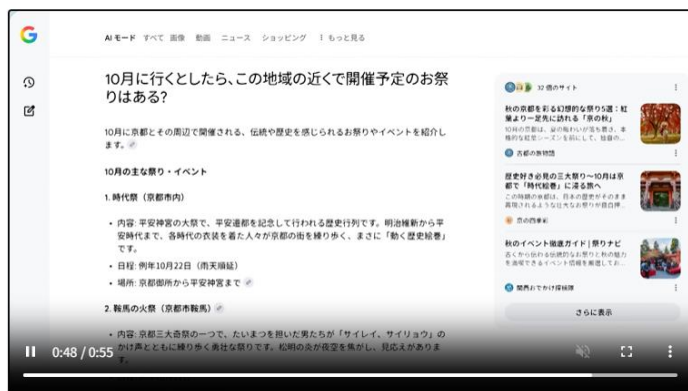 AI モード すべて 画像 動画 ニュース ショッピング もっと見る
10月に行くとしたら、この地域の近くで開催予定のお祭
りはある?
10月に京都とその周辺で開催される、伝統や歴史を感じられるお祭りやイベントを紹介し
ます。
10月の主な祭り・イベント
1. 時代祭（京都市内）
• 内容: 平安神宮の大祭で、平安遷都を記念して行われる歴史行列です。明治維新から平
安時代まで、各時代の衣装を着た人々が京都の街を練り歩く、まさに「動く歴史絵巻」
です。
• 日程: 例年10月22日（雨天順延）
• 場所: 京都御所から平安神宮まで
2. 鞍馬の火祭（京都市鞍馬）
• 内容: 京都三大奇祭の一つで、たいまつを担いだ男たちが「サイレイ、サイリョウ」の
かけ声とともに練り歩く勇壮な祭りです。松明の炎が夜空を焦がし、見応えがありま
す。
32 個のサイト
秋の京都を彩る幻想的な祭り5選：紅
葉より一足先に訪れる「京の秋」
古都の旅物語
歴史好き必見の三大祭り〜10月は京
都で「時代絵巻」に浸る旅へ
京の四季彩
秋のイベント徹底ガイド | 祭りナビ
関西おでかけ探検隊
さらに表示
0:48 / 0:55